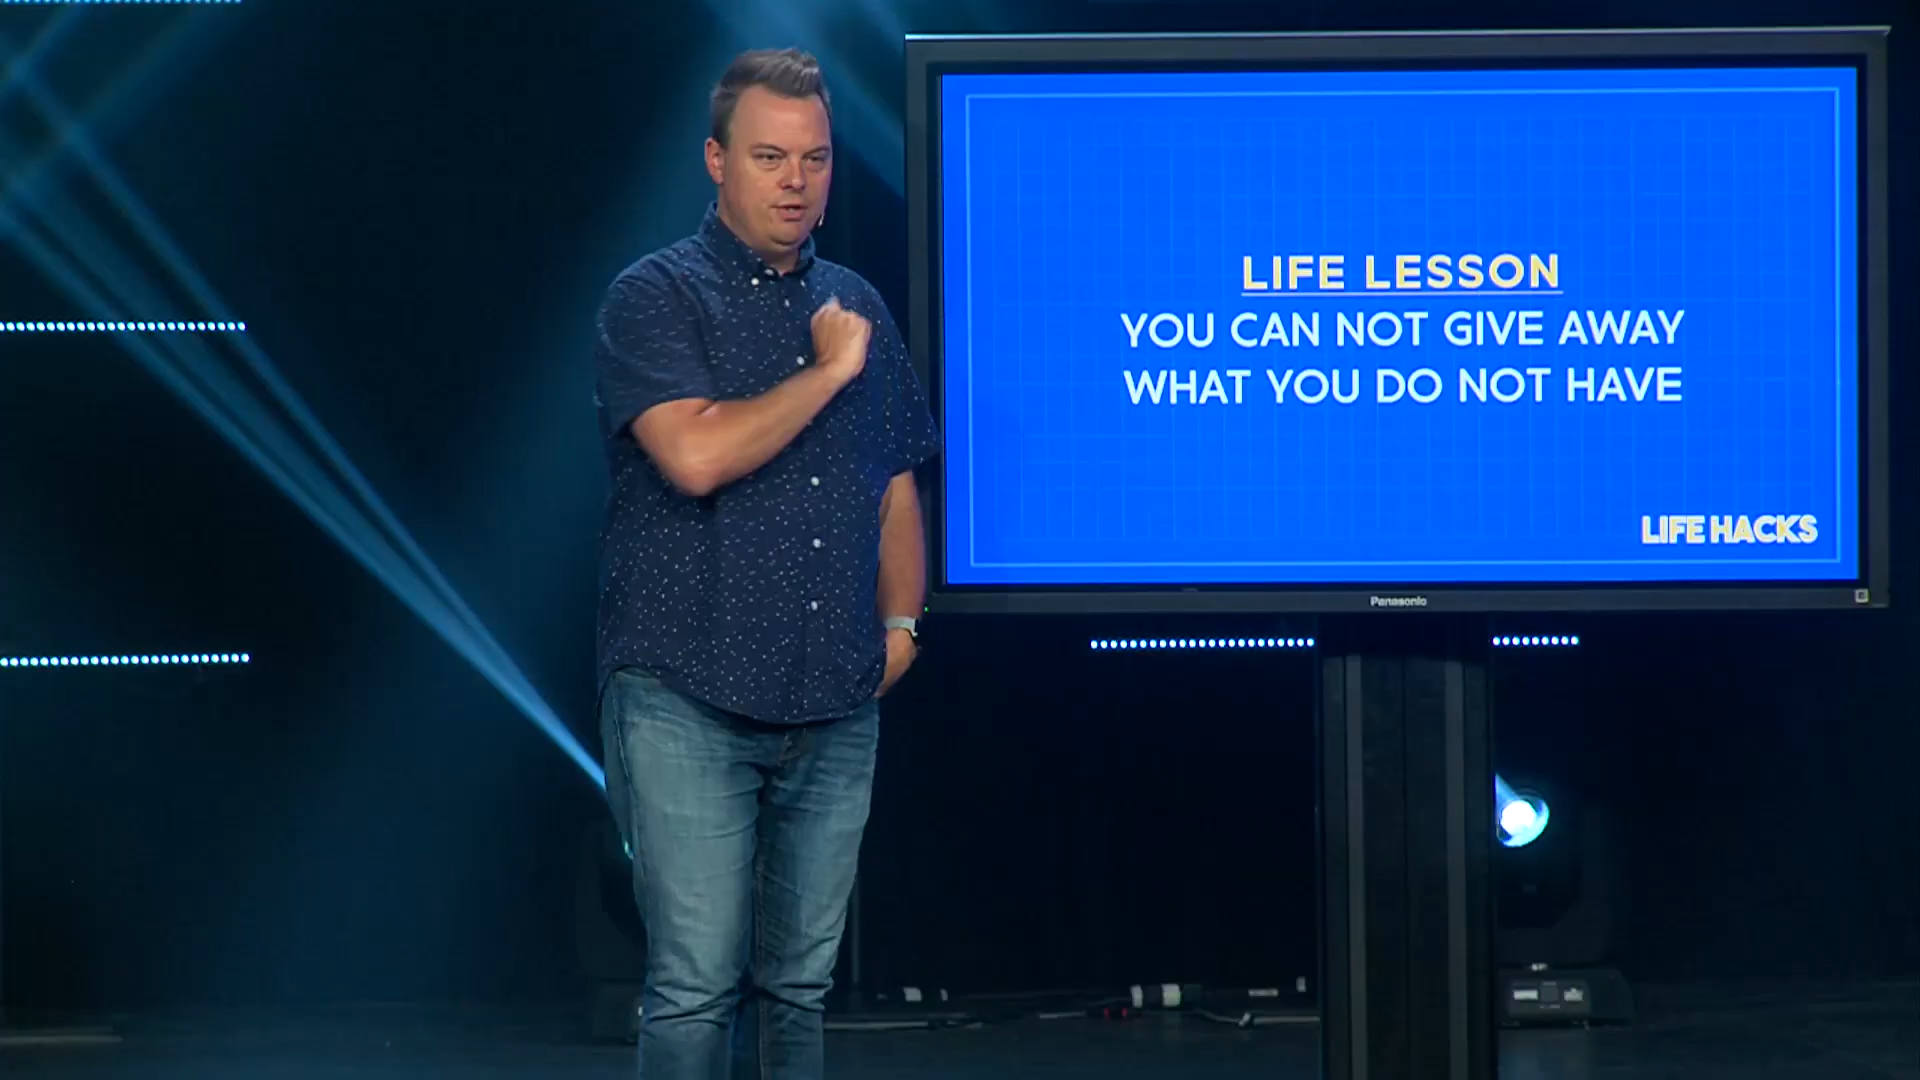 LIFE LESSON
YOU CAN NOT GIVE AWAY
WHAT YOU DO NOT HAVE
LIFE HACKS
Panasonic